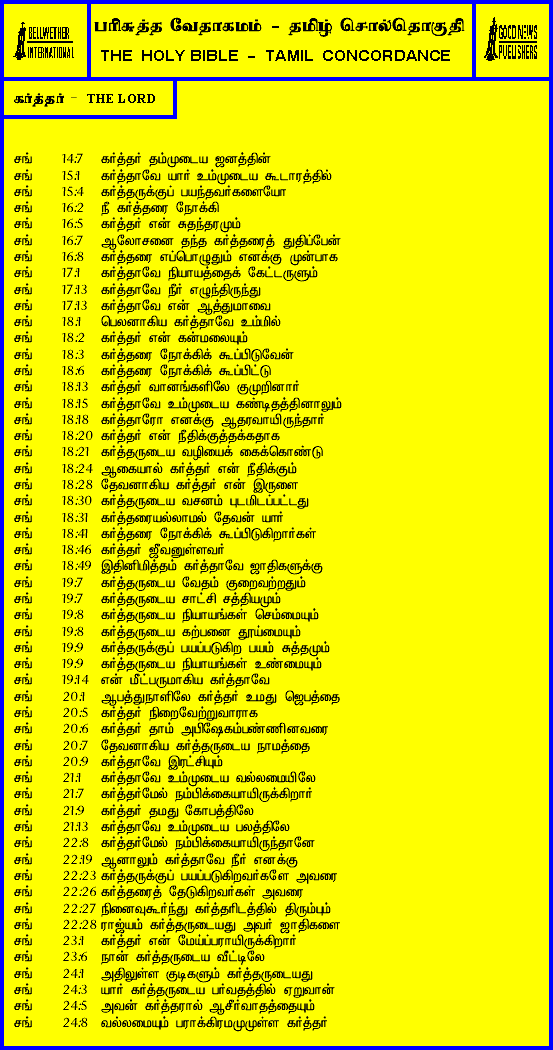 BELLWETHER
INTERNATIONAL
பரிசுத்த வேதாகமம் - தமிழ் சொல்தொகுதி
THE HOLY BIBLE - TAMIL CONCORDANCE
GOOD NEWS
PUBLISHERS
கர்த்தர் - THE LORD
சங் 14:7 கர்த்தர் தம்முடைய ஜனத்தின்
சங் 15:1 கர்த்தாவே யார் உம்முடைய கூடாரத்தில்
சங் 15:4 கர்த்தருக்குப் பயந்தவர்களையோ
சங் 16:2 நீ கர்த்தரை நோக்கி
சங் 16:5 கர்த்தர் என் சுதந்தரமும்
சங் 16:7 ஆலோசனை தந்த கர்த்தரைத் துதிப்பேன்
சங் 16:8 கர்த்தரை எப்பொழுதும் எனக்கு முன்பாக
சங் 17:1 கர்த்தாவே நியாயத்தைக் கேட்டருளும்
சங் 17:13 கர்த்தாவே நீர் எழுந்திருந்து
சங் 17:13 கர்த்தாவே என் ஆத்துமாவை
சங் 18:1 பெலனாகிய கர்த்தாவே உம்மில்
சங் 18:2 கர்த்தர் என் கன்மலையும்
சங் 18:3 கர்த்தரை நோக்கிக் கூப்பிடுவேன்
சங் 18:6 கர்த்தரை நோக்கிக் கூப்பிட்டு
சங் 18:13 கர்த்தர் வானங்களிலே குமுறினார்
சங் 18:15 கர்த்தாவே உம்முடைய கண்டிதத்தினாலும்
சங் 18:18 கர்த்தாரோ எனக்கு ஆதரவாயிருந்தார்
சங் 18:20 கர்த்தர் என் நீதிக்குத்தக்கதாக
சங் 18:21 கர்த்தருடைய வழியைக் கைக்கொண்டு
சங் 18:24 ஆகையால் கர்த்தர் என் நீதிக்கும்
சங் 18:28 தேவனாகிய கர்த்தர் என் இருளை
சங் 18:30 கர்த்தருடைய வசனம் புடமிடப்பட்டது
சங் 18:31 கர்த்தரையல்லாமல் தேவன் யார்
சங் 18:41 கர்த்தரை நோக்கிக் கூப்பிடுகிறார்கள்
சங் 18:46 கர்த்தர் ஜீவனுள்ளவர்
சங் 18:49 இதினிமித்தம் கர்த்தாவே ஜாதிகளுக்கு
சங் 19:7 கர்த்தருடைய வேதம் குறைவற்றதும்
சங் 19:7 கர்த்தருடைய சாட்சி சத்தியமும்
சங் 19:8 கர்த்தருடைய நியாயங்கள் செம்மையும்
சங் 19:8 கர்த்தருடைய கற்பனை தூய்மையும்
சங் 19:9 கர்த்தருக்குப் பயப்படுகிற பயம் சுத்தமும்
சங் 19:9 கர்த்தருடைய நியாயங்கள் உண்மையும்
சங் 19:14 என் மீட்பருமாகிய கர்த்தாவே
சங் 20:1 ஆபத்துநாளிலே கர்த்தர் உமது ஜெபத்தை
சங் 20:5 கர்த்தர் நிறைவேற்றுவாராக
சங் 20:6 கர்த்தர் தாம் அபிஷேகம்பண்ணினவரை
சங் 20:7 தேவனாகிய கர்த்தருடைய நாமத்தை
சங் 20:9 கர்த்தாவே இரட்சியும்
சங் 21:1 கர்த்தாவே உம்முடைய வல்லமையிலே
சங் 21:7 கர்த்தர்மேல் நம்பிக்கையாயிருக்கிறார்
சங் 21:9 கர்த்தர் தமது கோபத்திலே
சங் 21:13 கர்த்தாவே உம்முடைய பலத்திலே
சங் 22:8 கர்த்தர்மேல் நம்பிக்கையாயிருந்தானே
சங் 22:19 ஆனாலும் கர்த்தாவே நீர் எனக்கு
சங் 22:23 கர்த்தருக்குப் பயப்படுகிறவர்களே அவரை
சங் 22:26 கர்த்தரைத் தேடுகிறவர்கள் அவரை
சங் 22:27 நினைவுகூர்ந்து கர்த்தரிடத்தில் திரும்பும்
சங் 22:28 ராஜ்யம் கர்த்தருடையது அவர் ஜாதிகளை
சங் 23:1 கர்த்தர் என் மேய்ப்பராயிருக்கிறார்
சங் 23:6 நான் கர்த்தருடைய வீட்டிலே
சங் 24:1 அதிலுள்ள குடிகளும் கர்த்தருடையது
சங் 24:3 யார் கர்த்தருடைய பர்வதத்தில் ஏறுவான்
சங் 24:5 அவன் கர்த்தரால் ஆசீர்வாதத்தையும்
சங் 24:8 வல்லமையும் பராக்கிரமமுமுள்ள கர்த்தர்